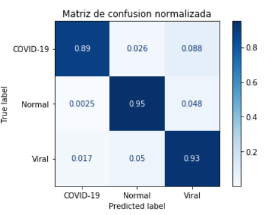 Matriz de confusion normalizada
COVID-19
0.89
0.026
0.088
Normal
0.0025
0.95
0.048
Viral
0.017
0.05
0.93
COVID-19
Normal
Viral
True label
Predicted label
0.8
0.6
0.4
0.2